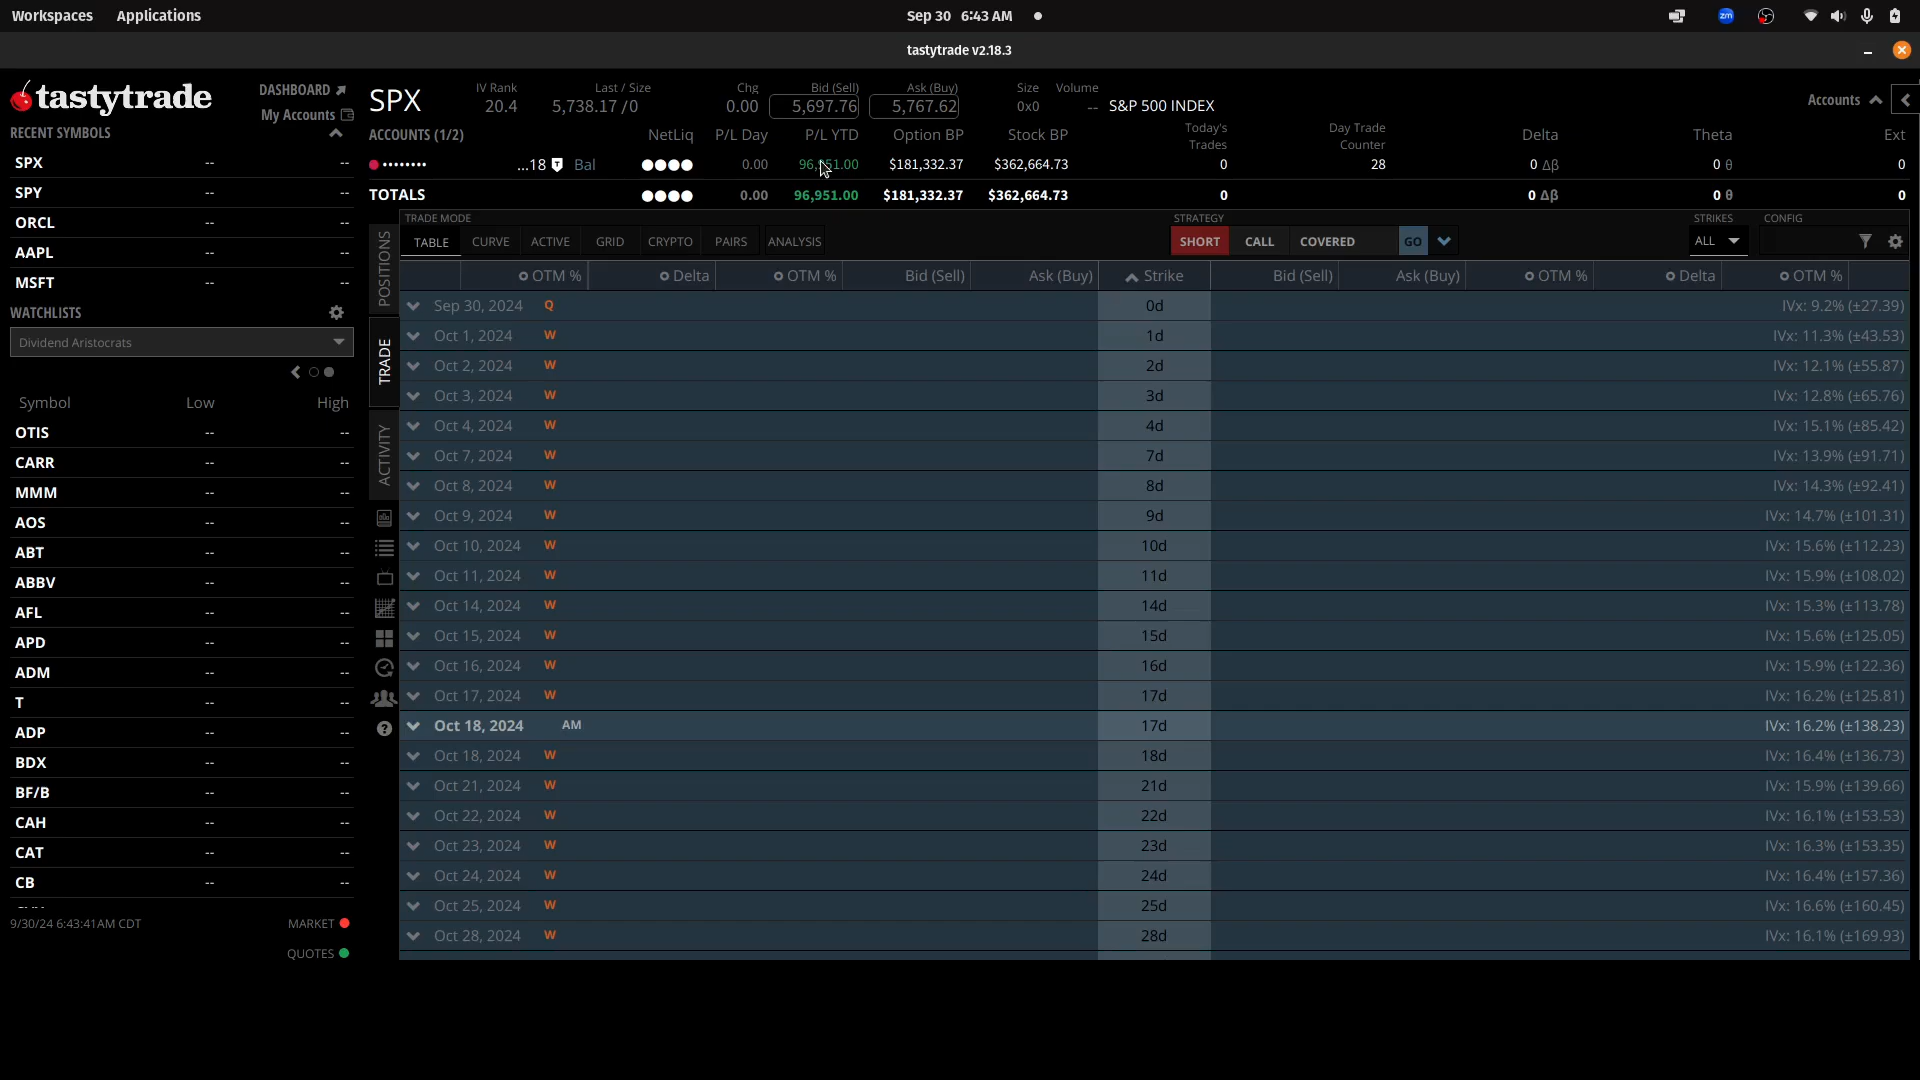 Workspaces Applications Sep 30 6:43 AM zm
tastytrade v2.18.3
tastytrade DASHBOARD
My Accounts
SPX IV Rank Last / Size Chg Bid (Sell) Ask (Buy) Size Volume
20.4 5,738.17 /0 0.00 5,697.76 5,767.62 0x0 -- S&P 500 INDEX Accounts
RECENT SYMBOLS
SPX -- --
SPY -- --
ORCL -- --
AAPL -- --
MSFT -- --
WATCHLISTS
Dividend Aristocrats
Symbol Low High
OTIS -- --
CARR -- --
MMM -- --
AOS -- --
ABT -- --
ABBV -- --
AFL -- --
APD -- --
ADM -- --
T -- --
ADP -- --
BDX -- --
BF/B -- --
CAH -- --
CAT -- --
CB -- --
9/30/24 6:43:41AM CDT MARKET
QUOTES
ACCOUNTS (1/2) NetLiq P/L Day P/L YTD Option BP Stock BP Today's Trades Day Trade Counter Delta Theta Ext
...18 T Bal 0.00 96,951.00 $181,332.37 $362,664.73 0 28 0 Δβ 0 θ 0
TOTALS 0.00 96,951.00 $181,332.37 $362,664.73 0 0 Δβ 0 θ 0
POSITIONS
TRADE
ACTIVITY
TRADE MODE STRATEGY STRIKES CONFIG
TABLE CURVE ACTIVE GRID CRYPTO PAIRS ANALYSIS SHORT CALL COVERED GO ALL
OTM % Delta OTM % Bid (Sell) Ask (Buy) Strike Bid (Sell) Ask (Buy) OTM % Delta OTM %
Sep 30, 2024 Q 0d IVx: 9.2% (±27.39)
Oct 1, 2024 W 1d IVx: 11.3% (±43.53)
Oct 2, 2024 W 2d IVx: 12.1% (±55.87)
Oct 3, 2024 W 3d IVx: 12.8% (±65.76)
Oct 4, 2024 W 4d IVx: 15.1% (±85.42)
Oct 7, 2024 W 7d IVx: 13.9% (±91.71)
Oct 8, 2024 W 8d IVx: 14.3% (±92.41)
Oct 9, 2024 W 9d IVx: 14.7% (±101.31)
Oct 10, 2024 W 10d IVx: 15.6% (±112.23)
Oct 11, 2024 W 11d IVx: 15.9% (±108.02)
Oct 14, 2024 W 14d IVx: 15.3% (±113.78)
Oct 15, 2024 W 15d IVx: 15.6% (±125.05)
Oct 16, 2024 W 16d IVx: 15.9% (±122.36)
Oct 17, 2024 W 17d IVx: 16.2% (±125.81)
Oct 18, 2024 AM 17d IVx: 16.2% (±138.23)
Oct 18, 2024 W 18d IVx: 16.4% (±136.73)
Oct 21, 2024 W 21d IVx: 15.9% (±139.66)
Oct 22, 2024 W 22d IVx: 16.1% (±153.53)
Oct 23, 2024 W 23d IVx: 16.3% (±153.35)
Oct 24, 2024 W 24d IVx: 16.4% (±157.36)
Oct 25, 2024 W 25d IVx: 16.6% (±160.45)
Oct 28, 2024 W 28d IVx: 16.1% (±169.93)